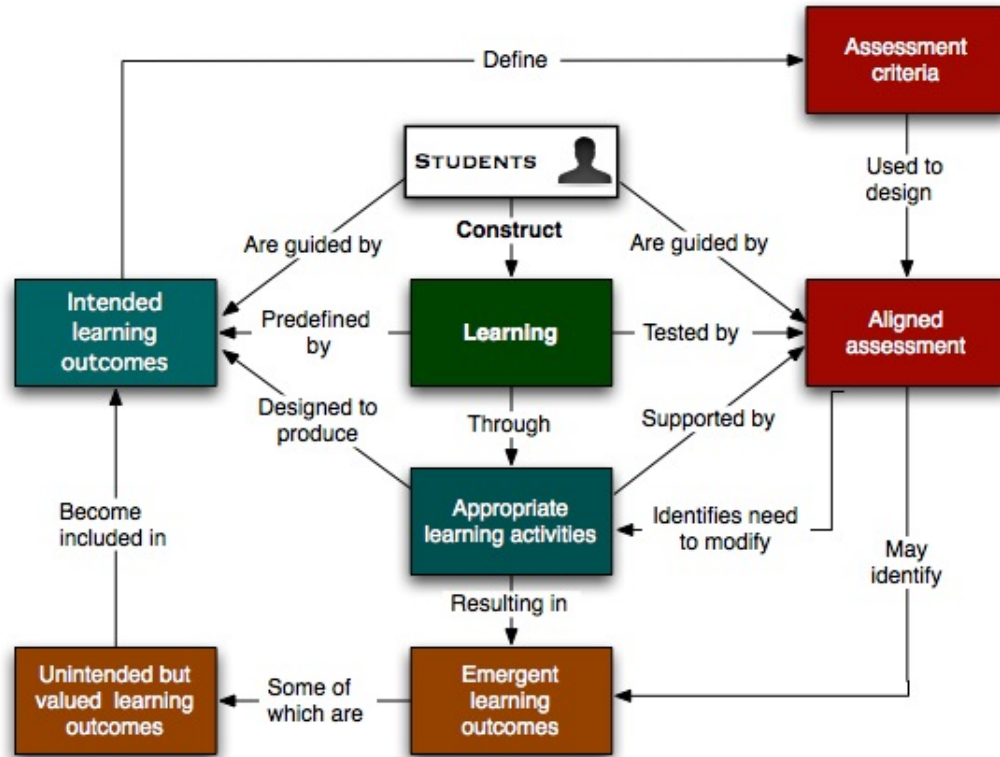 Define
Assessment
criteria
STUDENTS
Used to
design
Construct
Are guided by
Are guided by
Intended
learning
outcomes
Predefined
by
Learning
Tested by
Aligned
assessment
Designed to
produce
Through
Supported by
Appropriate
learning activities
Identifies need
to modify
Become
included in
May
identify
Resulting in
Unintended but
valued learning
outcomes
Some of
which are
Emergent
learning
outcomes